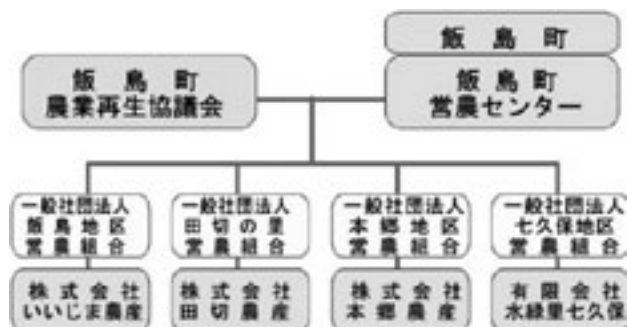 飯島町
飯島町
農業再生協議会
飯島町
営農センター
一般社団法人
飯島地区
営農組合
一般社団法人
田切の里
営農組合
一般社団法人
本郷地区
営農組合
一般社団法人
七久保地区
営農組合
株式会社
いいじま農産
株式会社
田切農産
株式会社
本郷農産
有限会社
水緑里七久保